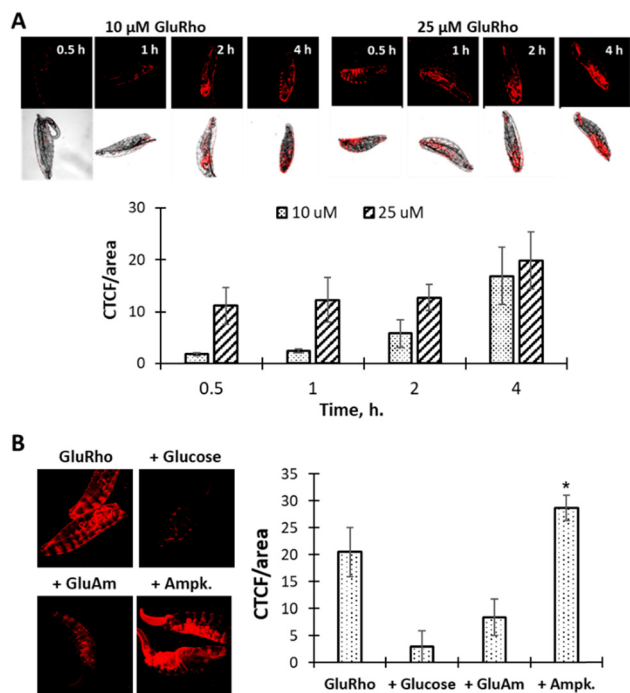 A
10 µM GluRho
25 µM GluRho
0.5 h
1 h
2 h
4 h
0.5 h
1 h
2 h
4 h
10 uM
25 uM
CTCF/area
30
20
10
0
0.5
1
2
4
Time, h.
B
GluRho
+ Glucose
+ GluAm
+ Ampk.
CTCF/area
35
30
25
20
15
10
5
0
*
GluRho
+ Glucose
+ GluAm
+ Ampk.